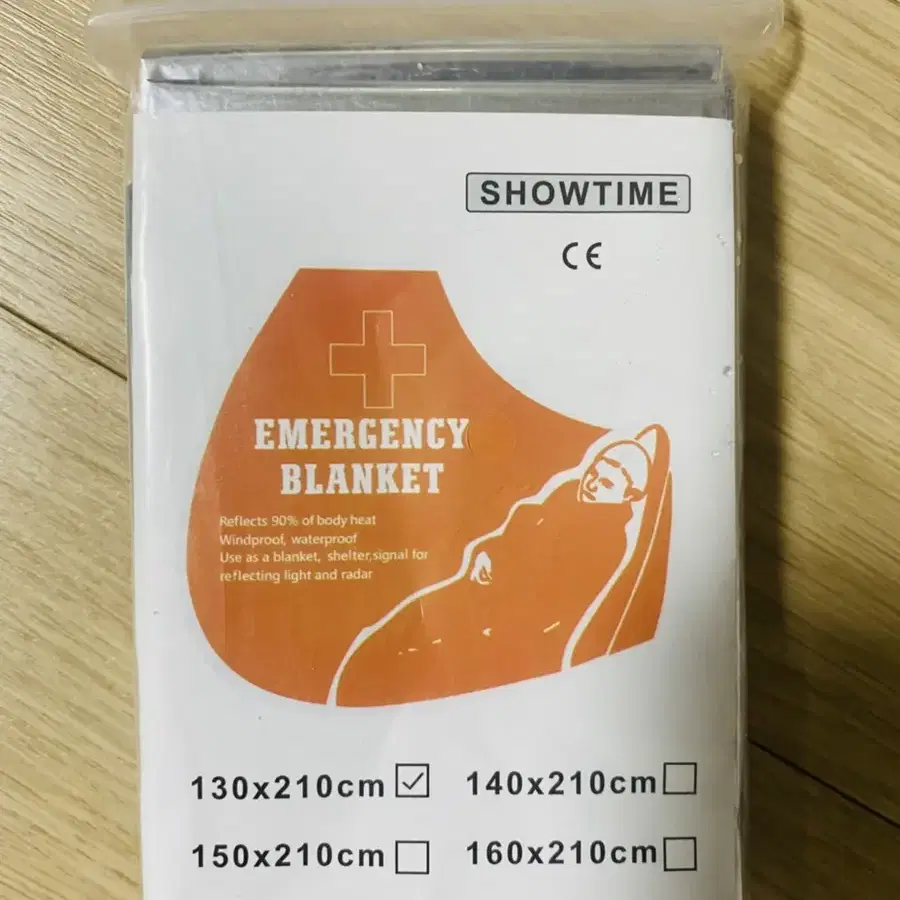 SHOWTIME
CE
EMERGENCY
BLANKET
Reflects 90% of body heat
Windproof, waterproof
Use as a blanket, shelter,signal for
reflecting light and radar
130x210cm ☑ 140x210cm ☐
150x210cm ☐ 160x210cm ☐